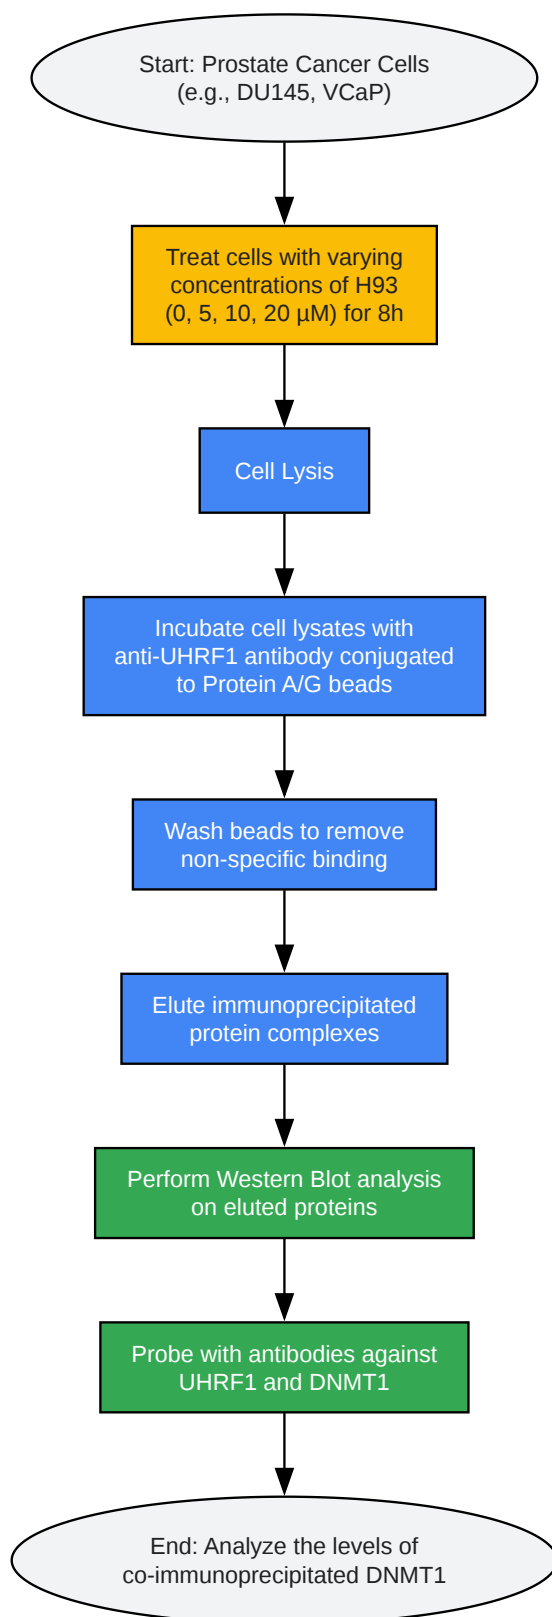 Start: Prostate Cancer Cells
(e.g., DU145, VCaP)
Treat cells with varying
concentrations of H93
(0, 5, 10, 20 µM) for 8h
Cell Lysis
Incubate cell lysates with
anti-UHRF1 antibody conjugated
to Protein A/G beads
Wash beads to remove
non-specific binding
Elute immunoprecipitated
protein complexes
Perform Western Blot analysis
on eluted proteins
Probe with antibodies against
UHRF1 and DNMT1
End: Analyze the levels of
co-immunoprecipitated DNMT1